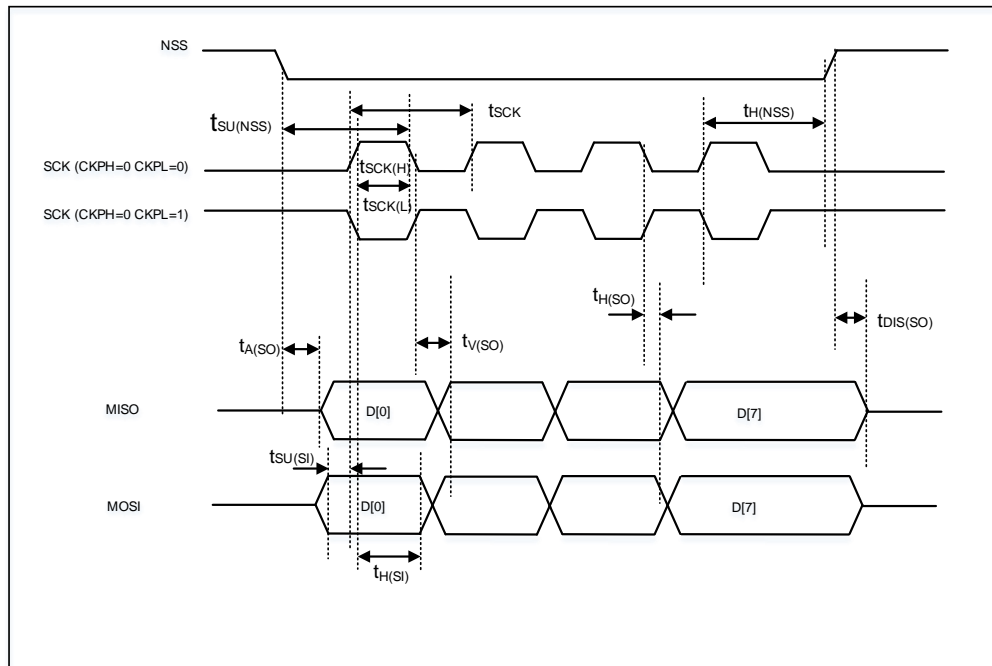 NSS
tSCK
tH(NSS)
tSU(NSS)
SCK (CKPH=0 CKPL=0)
tSCK(H)
tSCK(L)
SCK (CKPH=0 CKPL=1)
tH(SO)
tDIS(SO)
tA(SO)
tV(SO)
MISO
D[0]
D[7]
tSU(SI)
MOSI
D[0]
D[7]
tH(SI)